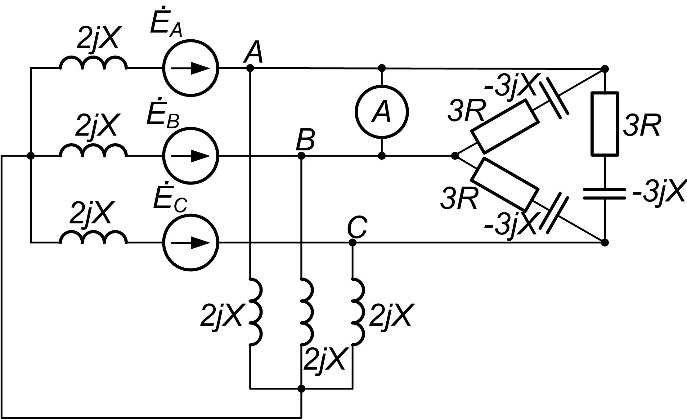 2jX Ė_A A
-3jX
2jX Ė_B B A 3R 3R
2jX Ė_C C 3R -3jX -3jX
2jX 2jX 2jX